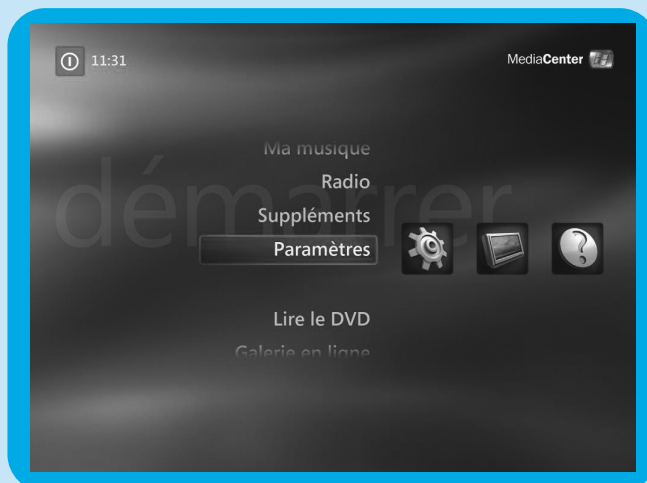 11:31
MediaCenter
démarrer
Ma musique
Radio
Suppléments
Paramètres
Lire le DVD
Galerie en ligne